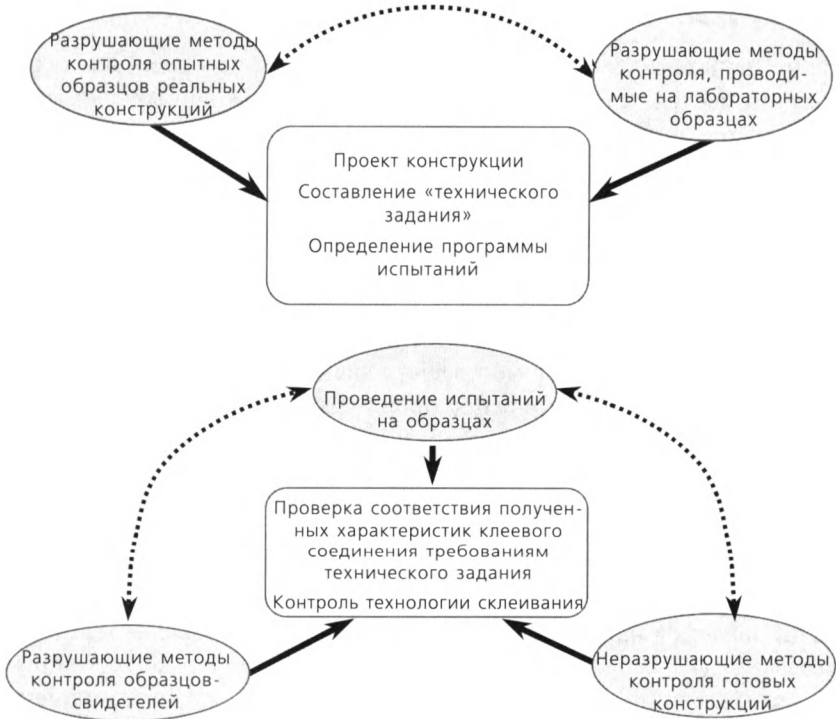 Разрушающие методы
контроля опытных
образцов реальных
конструкций
Разрушающие методы
контроля, проводи-
мые на лабораторных
образцах
Проект конструкции
Составление «технического
задания»
Определение программы
испытаний
Проведение испытаний
на образцах
Проверка соответствия получен-
ных характеристик клеевого
соединения требованиям
технического задания
Контроль технологии склеивания
Разрушающие методы
контроля образцов-
свидетелей
Неразрушающие методы
контроля готовых
конструкций